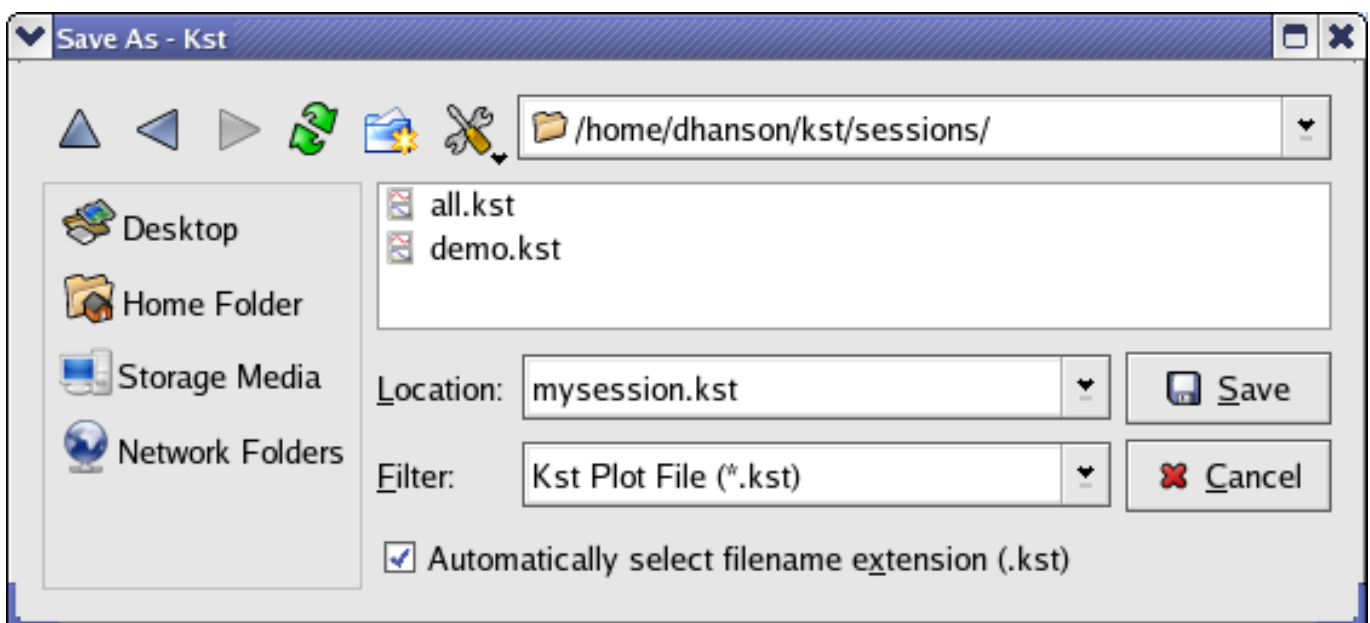 Save As - Kst
/home/dhanson/kst/sessions/
Desktop
Home Folder
Storage Media
Network Folders
all.kst
demo.kst
Location: mysession.kst Save
Filter: Kst Plot File (*.kst) Cancel
Automatically select filename extension (.kst)